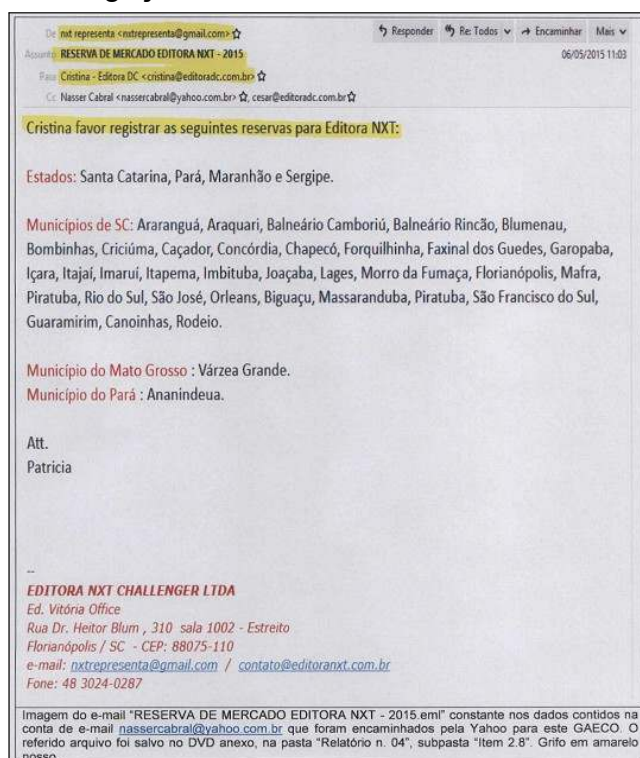 De nxt representa <nxtrepresenta@gmail.com>
Responder Re: Todos Encaminhar Mais
Assunto RESERVA DE MERCADO EDITORA NXT - 2015
06/05/2015 11:03
Para Cristina - Editora DC <cristina@editoradc.com.br>
Cc Nasser Cabral <nassercabral@yahoo.com.br>, cesar@editoradc.com.br
Cristina favor registrar as seguintes reservas para Editora NXT:
Estados: Santa Catarina, Pará, Maranhão e Sergipe.
Municípios de SC: Araranguá, Araquari, Balneário Camboriú, Balneário Rincão, Blumenau,
Bombinhas, Criciúma, Caçador, Concórdia, Chapecó, Forquilhinha, Faxinal dos Guedes, Garopaba,
Içara, Itajaí, Imaruí, Itapema, Imbituba, Joaçaba, Lages, Morro da Fumaça, Florianópolis, Mafra,
Piratuba, Rio do Sul, São José, Orleans, Biguaçu, Massaranduba, Piratuba, São Francisco do Sul,
Guaramirim, Canoinhas, Rodeio.
Município do Mato Grosso : Várzea Grande.
Município do Pará : Ananindeua.
Att.
Patricia
--
EDITORA NXT CHALLENGER LTDA
Ed. Vitória Office
Rua Dr. Heitor Blum , 310 sala 1002 - Estreito
Florianópolis / SC - CEP: 88075-110
e-mail: nxtrepresenta@gmail.com / contato@editoranxt.com.br
Fone: 48 3024-0287
Imagem do e-mail "RESERVA DE MERCADO EDITORA NXT - 2015.eml" constante nos dados contidos na
conta de e-mail nassercabral@yahoo.com.br que foram encaminhados pela Yahoo para este GAECO. O
referido arquivo foi salvo no DVD anexo, na pasta "Relatório n. 04", subpasta "Item 2.8". Grifo em amarelo
nosso.